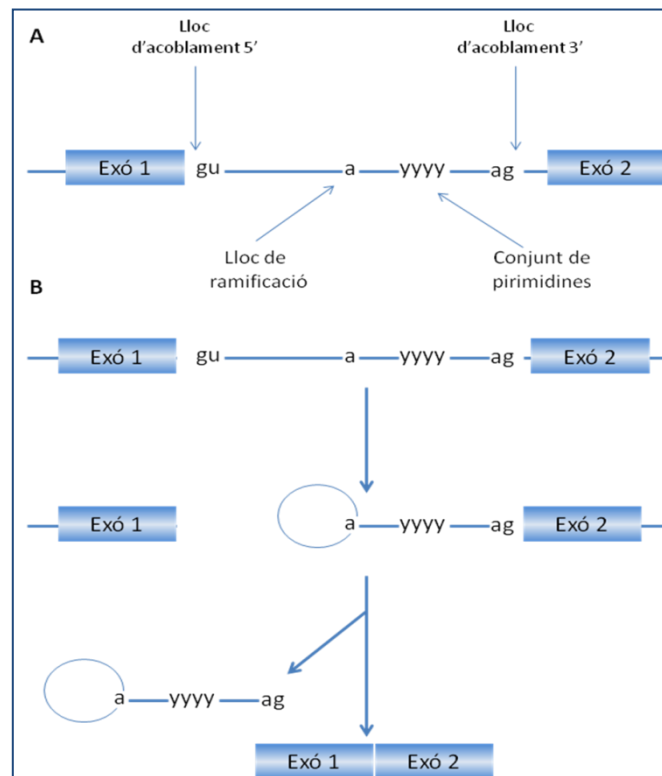 A
Lloc
d'acoblament 5′
Lloc
d'acoblament 3′
Exó 1 gu a yyyy ag Exó 2
Lloc de
ramificació
Conjunt de
pirimidines
B
Exó 1 gu a yyyy ag Exó 2
Exó 1 a yyyy ag Exó 2
a yyyy ag
Exó 1 Exó 2